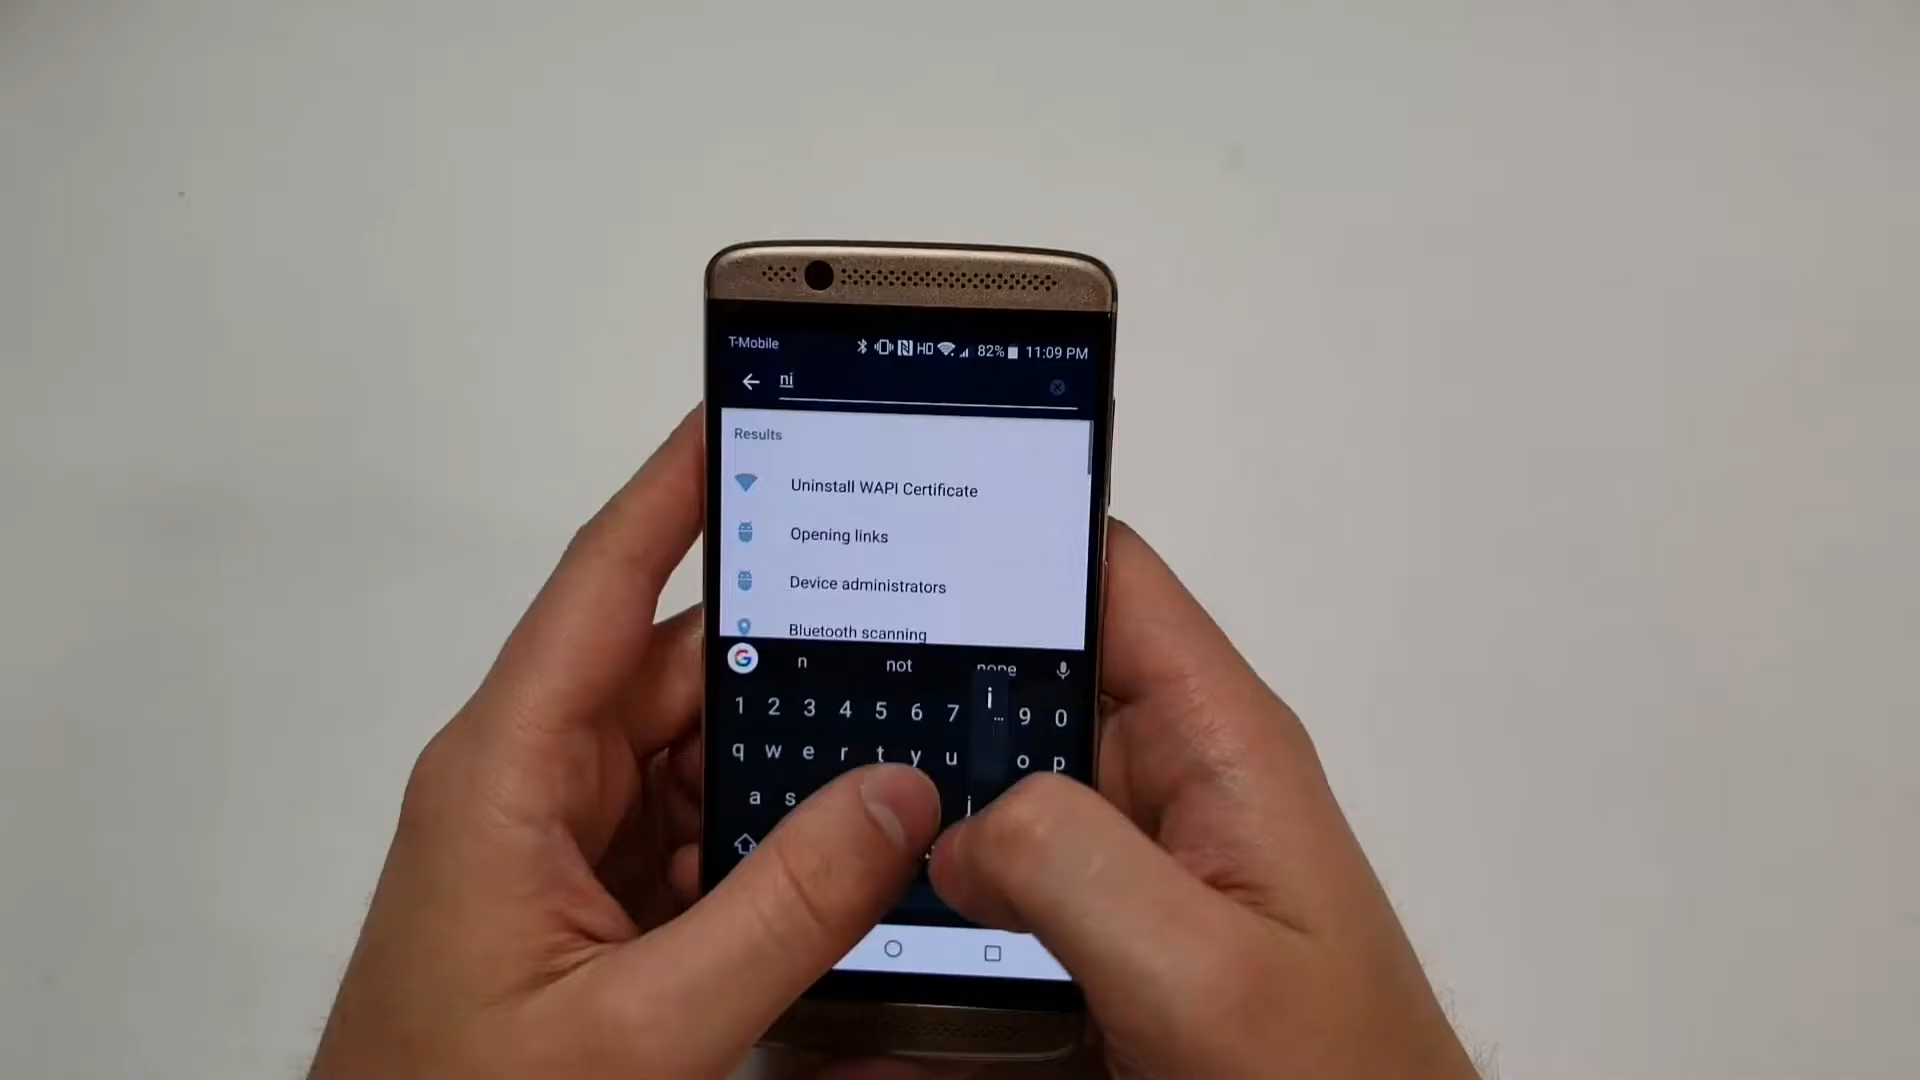 T-Mobile HD 82% 11:09 PM
ni
Results
Uninstall WAPI Certificate
Opening links
Device administrators
Bluetooth scanning
G n not none
1 2 3 4 5 6 7 i ... 9 0
q w e r t y u o p
a s j